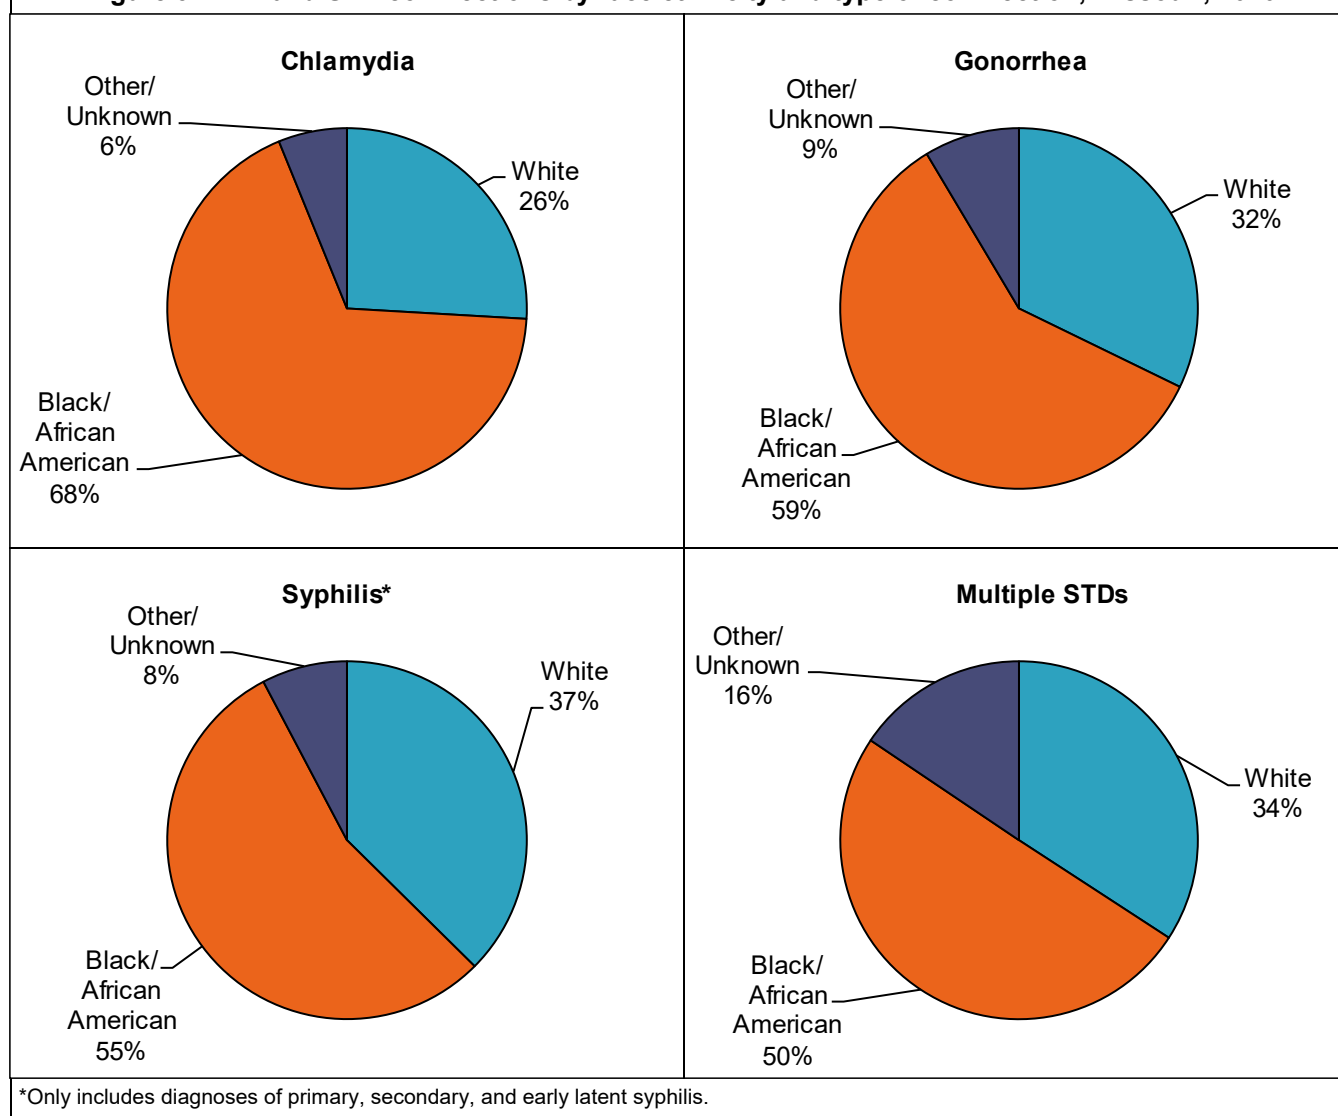 Chlamydia
Other/
Unknown
6%
White
26%
Black/
African
American
68%
Gonorrhea
Other/
Unknown
9%
White
32%
Black/
African
American
59%
Syphilis*
Other/
Unknown
8%
White
37%
Black/
African
American
55%
Multiple STDs
Other/
Unknown
16%
White
34%
Black/
African
American
50%
*Only includes diagnoses of primary, secondary, and early latent syphilis.